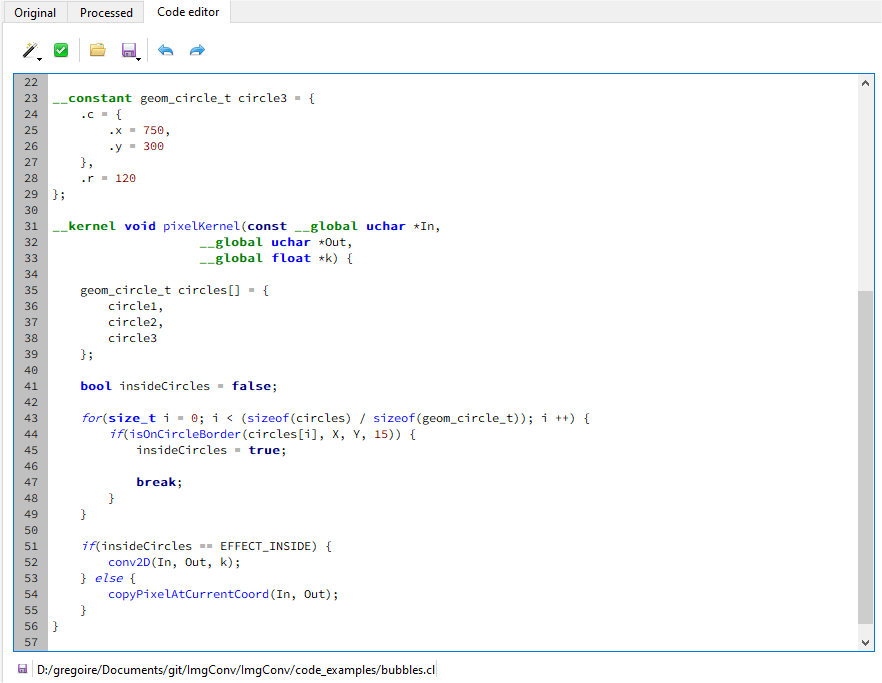 Original Processed Code editor
22
23 __constant geom_circle_t circle3 = {
24     .c = {
25         .x = 750,
26         .y = 300
27     },
28     .r = 120
29 };
30
31 __kernel void pixelKernel(const __global uchar *In,
32                      __global uchar *Out,
33                      __global float *k) {
34
35     geom_circle_t circles[] = {
36         circle1,
37         circle2,
38         circle3
39     };
40
41     bool insideCircles = false;
42
43     for(size_t i = 0; i < (sizeof(circles) / sizeof(geom_circle_t)); i ++) {
44         if(isOnCircleBorder(circles[i], X, Y, 15)) {
45             insideCircles = true;
46
47             break;
48         }
49     }
50
51     if(insideCircles == EFFECT_INSIDE) {
52         conv2D(In, Out, k);
53     } else {
54         copyPixelAtCurrentCoord(In, Out);
55     }
56 }
57
D:/gregoire/Documents/git/ImgConv/ImgConv/code_examples/bubbles.cl